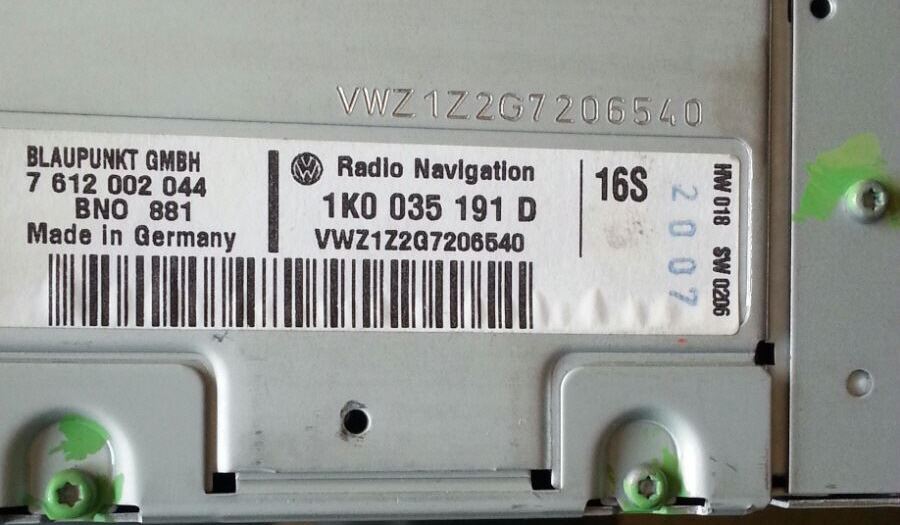 VWZ1Z2G7206540
BLAUPUNKT GMBH
7 612 002 044
BNO 881
Made in Germany
Radio Navigation
1K0 035 191 D
VWZ1Z2G7206540
16S
2007
HW 018 SW 0206